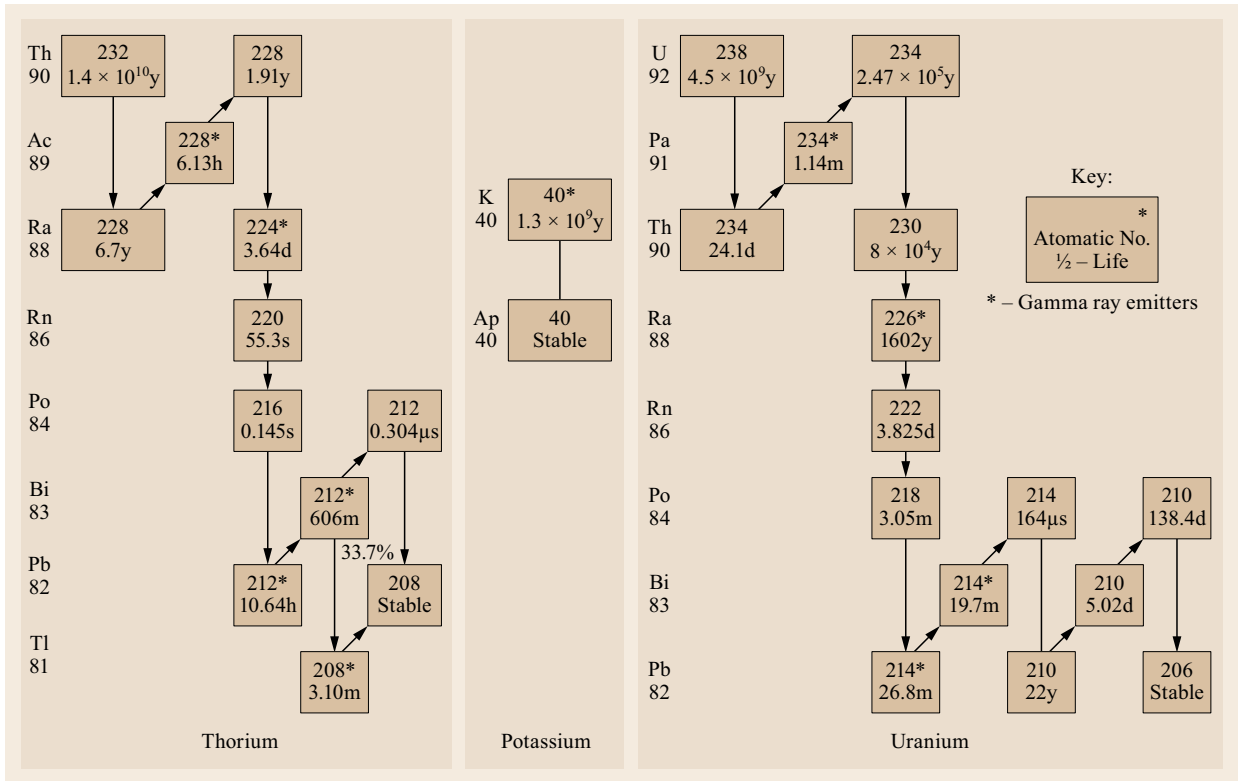 Th
90
232
1.4 × 10¹⁰y
228
1.91y
Ac
89
228*
6.13h
Ra
88
228
6.7y
224*
3.64d
Rn
86
220
55.3s
Po
84
216
0.145s
212
0.304µs
Bi
83
212*
606m
33.7%
Pb
82
212*
10.64h
208
Stable
Tl
81
208*
3.10m
Thorium
K
40
40*
1.3 × 10⁹y
Ap
40
40
Stable
Potassium
U
92
238
4.5 × 10⁹y
234
2.47 × 10⁵y
Pa
91
234*
1.14m
Th
90
234
24.1d
230
8 × 10⁴y
Ra
88
226*
1602y
Rn
86
222
3.825d
Po
84
218
3.05m
214
164µs
210
138.4d
Bi
83
214*
19.7m
210
5.02d
Pb
82
214*
26.8m
210
22y
206
Stable
Uranium
Key:
*
Atomatic No.
½ – Life
* – Gamma ray emitters